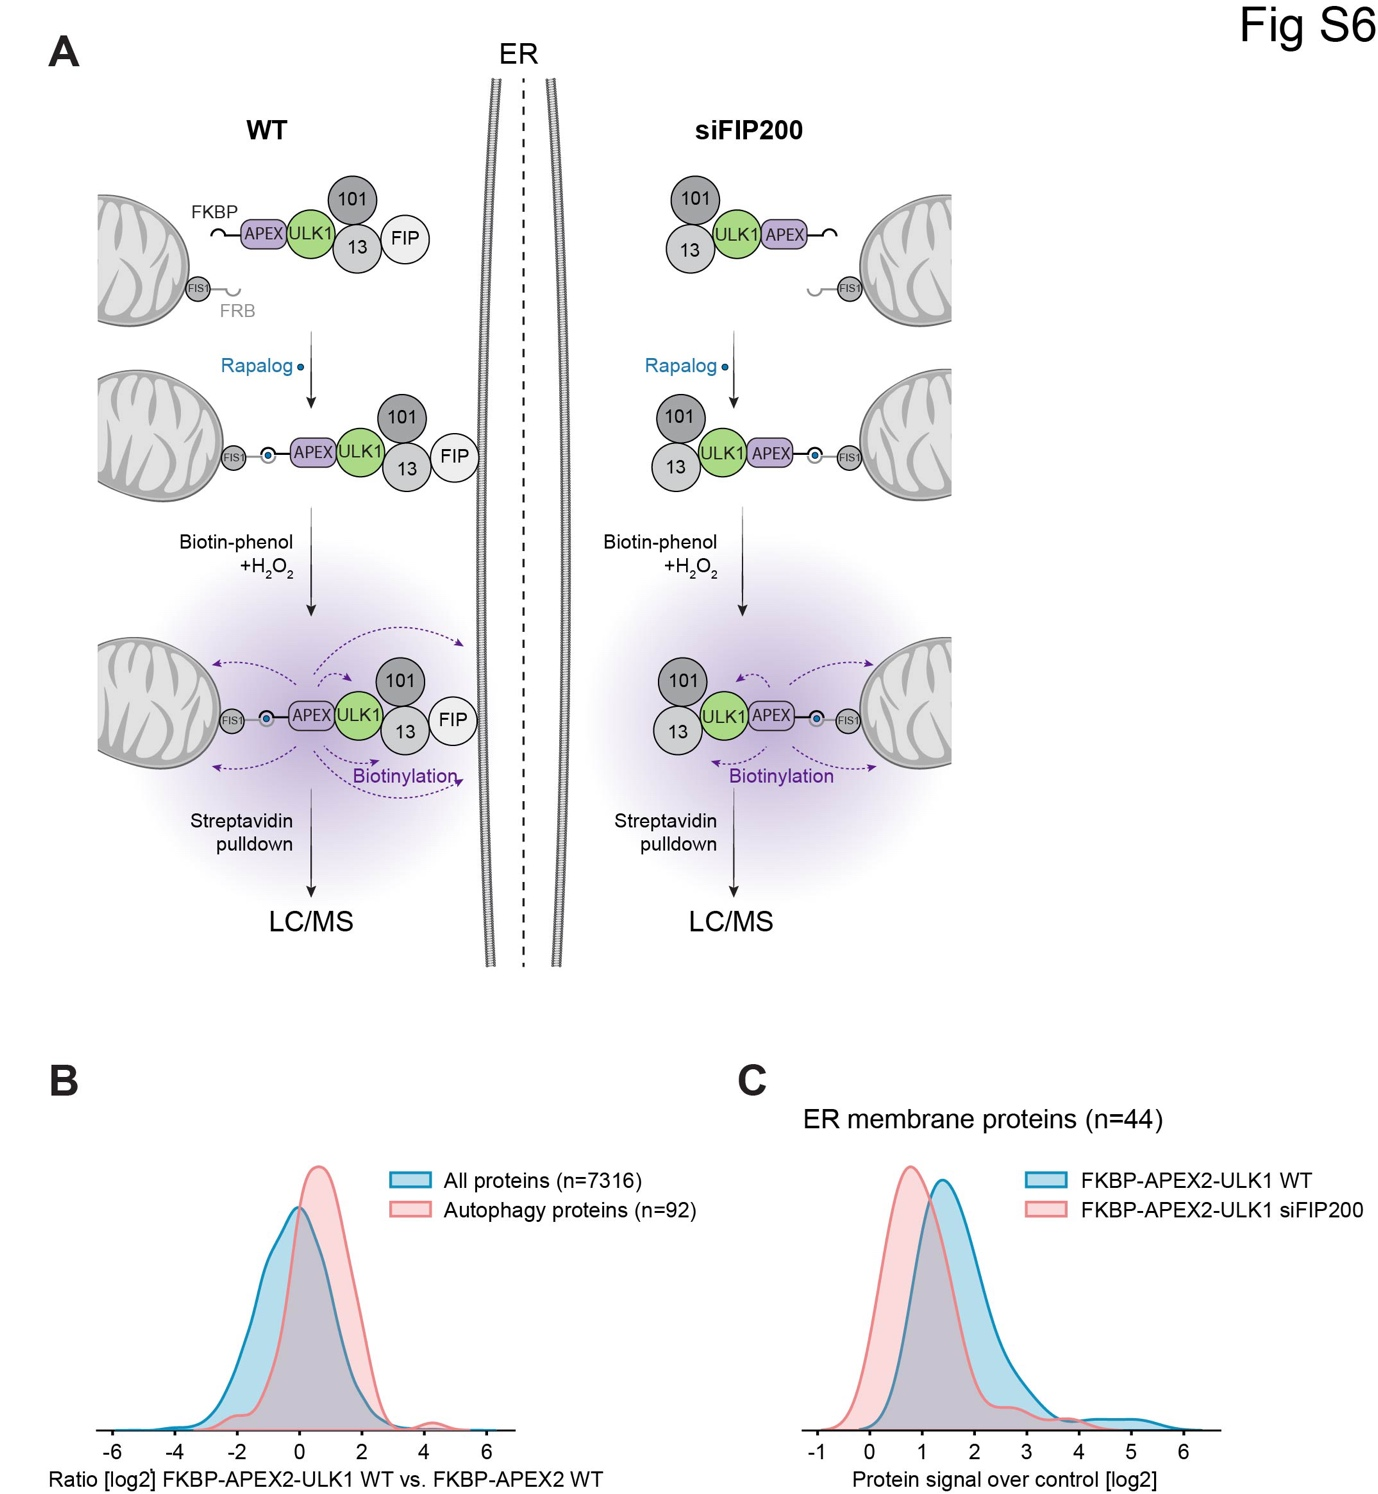 Fig S6
A
ER
WT
siFIP200
FKBP
APEX
ULK1
101
13
FIP
FIS1
FRB
101
13
ULK1
APEX
FIS1
Rapalog
Rapalog
FIS1
APEX
ULK1
101
13
FIP
101
13
ULK1
APEX
FIS1
Biotin-phenol
+H2O2
Biotin-phenol
+H2O2
FIS1
APEX
ULK1
101
13
FIP
Biotinylation
101
13
ULK1
APEX
FIS1
Biotinylation
Streptavidin
pulldown
Streptavidin
pulldown
LC/MS
LC/MS
B
All proteins (n=7316)
Autophagy proteins (n=92)
-6 -4 -2 0 2 4 6
Ratio [log2] FKBP-APEX2-ULK1 WT vs. FKBP-APEX2 WT
C
ER membrane proteins (n=44)
FKBP-APEX2-ULK1 WT
FKBP-APEX2-ULK1 siFIP200
-1 0 1 2 3 4 5 6
Protein signal over control [log2]